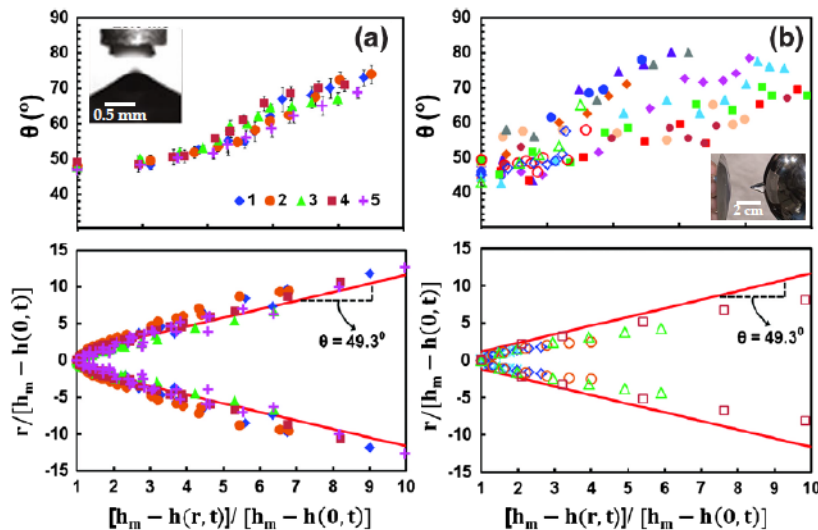 90
80
70
60
50
40
θ (°)
(a)
0.5 mm
1 2 3 4 5
90
80
70
60
50
40
θ (°)
(b)
2 cm
15
10
5
0
-5
-10
-15
r/[hₘ − h(0, t)]
θ = 49.3⁰
1 2 3 4 5 6 7 8 9 10
[hₘ − h(r, t)]/ [hₘ − h(0, t)]
15
10
5
0
-5
-10
-15
r/[hₘ − h(0, t)]
θ = 49.3⁰
1 2 3 4 5 6 7 8 9 10
[hₘ − h(r, t)]/ [hₘ − h(0, t)]